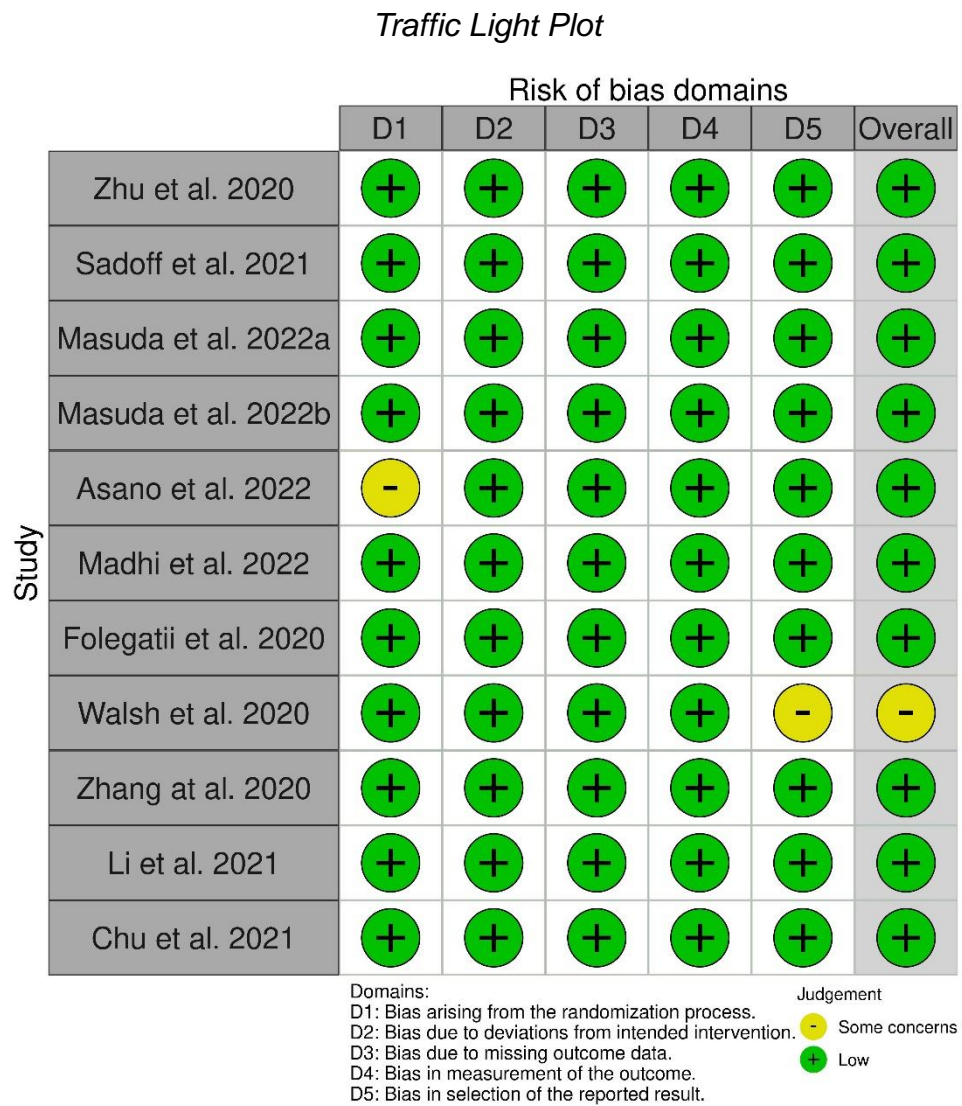 Traffic Light Plot
Risk of bias domains
D1 D2 D3 D4 D5 Overall
Study
Zhu et al. 2020 + + + + + +
Sadoff et al. 2021 + + + + + +
Masuda et al. 2022a + + + + + +
Masuda et al. 2022b + + + + + +
Asano et al. 2022 - + + + + +
Madhi et al. 2022 + + + + + +
Folegatii et al. 2020 + + + + + +
Walsh et al. 2020 + + + + - -
Zhang at al. 2020 + + + + + +
Li et al. 2021 + + + + + +
Chu et al. 2021 + + + + + +
Domains:
D1: Bias arising from the randomization process.
D2: Bias due to deviations from intended intervention.
D3: Bias due to missing outcome data.
D4: Bias in measurement of the outcome.
D5: Bias in selection of the reported result.
Judgement
- Some concerns
+ Low